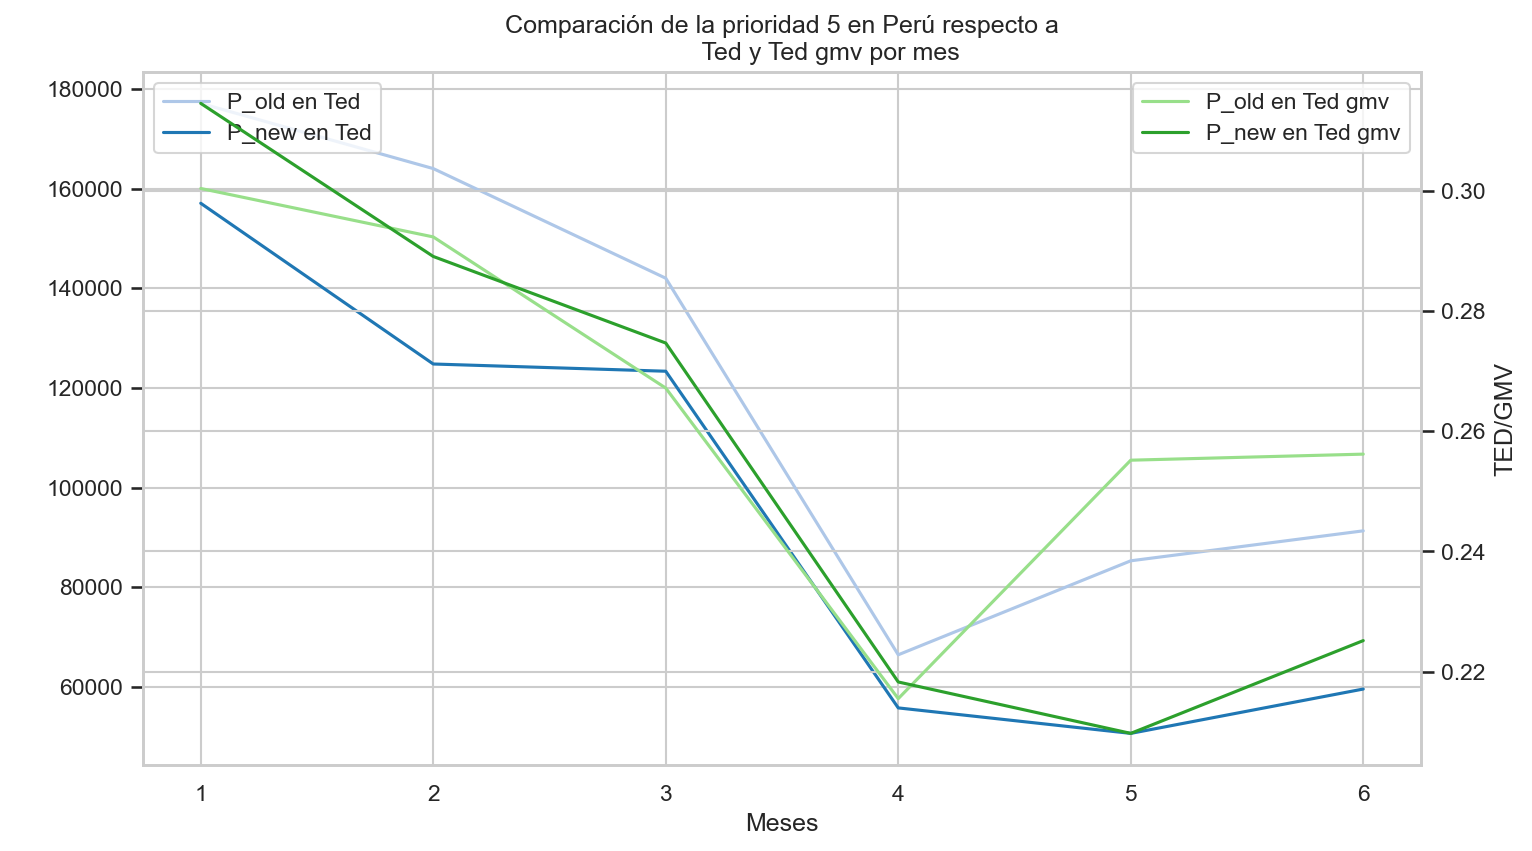 Comparación de la prioridad 5 en Perú respecto a
Ted y Ted gmv por mes
P_old en Ted
P_new en Ted
P_old en Ted gmv
P_new en Ted gmv
180000
160000
140000
120000
100000
80000
60000
0.30
0.28
0.26
0.24
0.22
TED/GMV
1 2 3 4 5 6
Meses